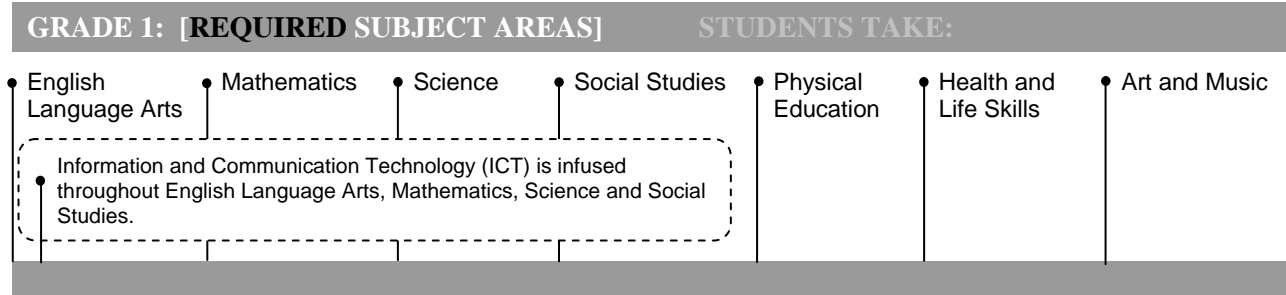 GRADE 1: [REQUIRED SUBJECT AREAS] STUDENTS TAKE:
English
Language Arts
Mathematics
Science
Social Studies
Physical
Education
Health and
Life Skills
Art and Music
Information and Communication Technology (ICT) is infused
throughout English Language Arts, Mathematics, Science and Social
Studies.